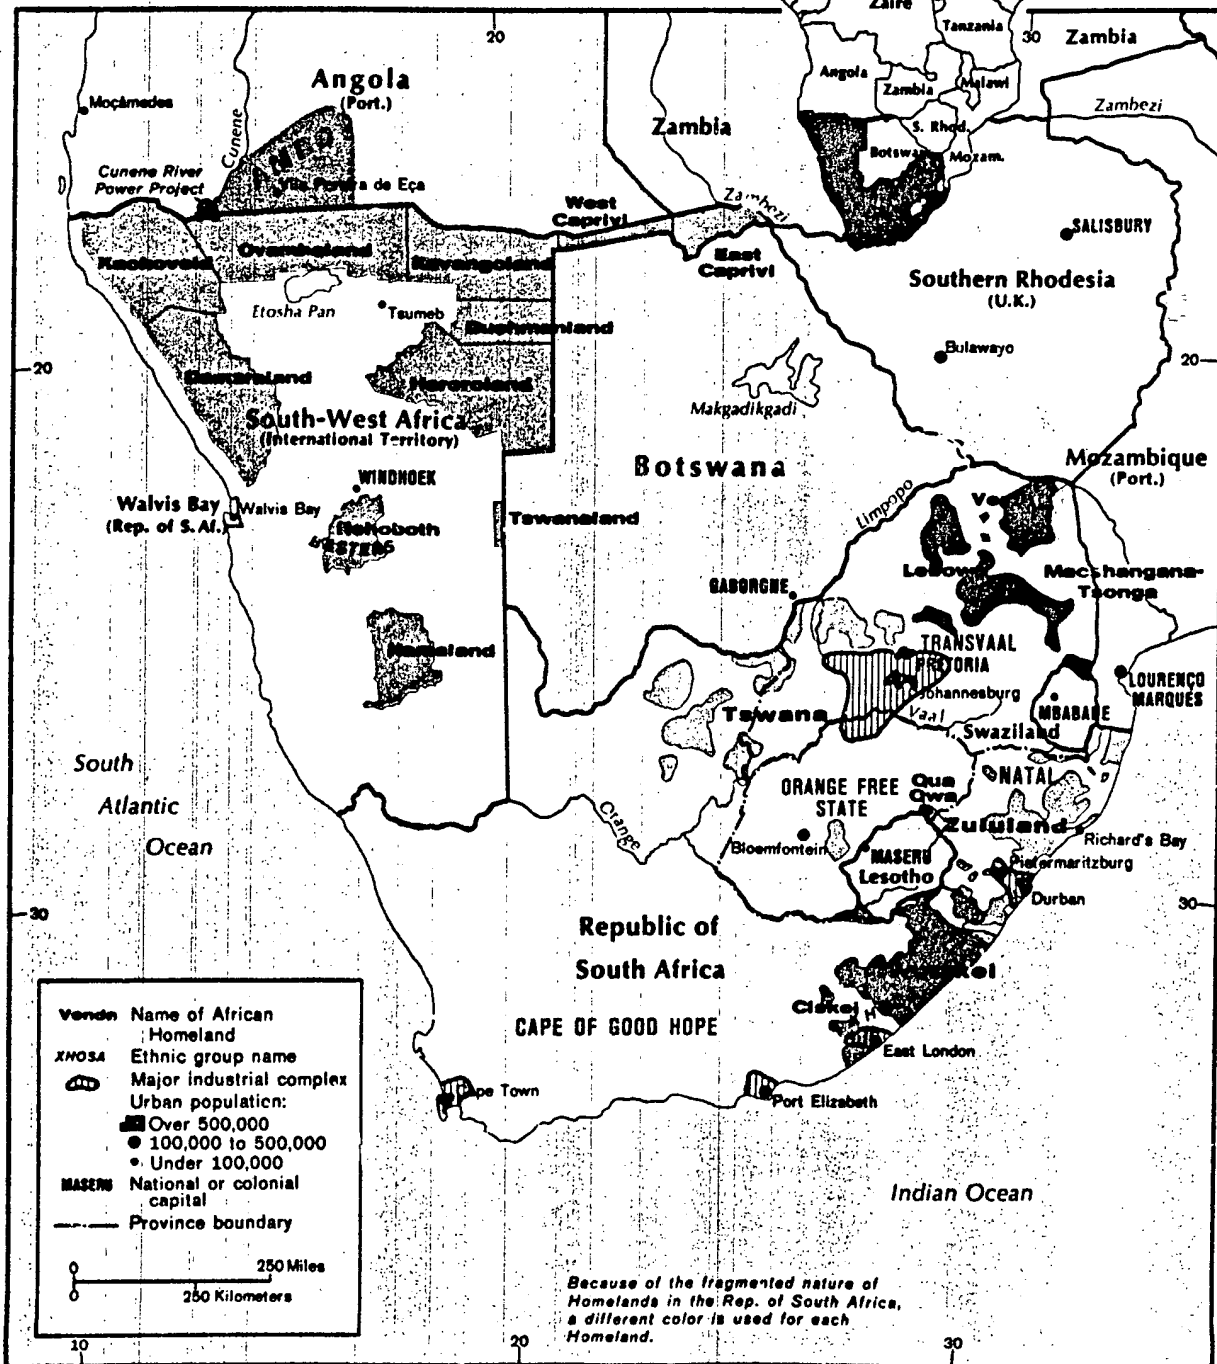 Zaire
Tanzania
Angola
Zambia
Malawi
S. Rhod.
Mozam.
20
30
Zambia
Angola
(Port.)
Moçâmedes
Cunene
Zambia
Zambezi
Cunene River
Power Project
Vila Pereira de Eça
West
Caprivi
Zambezi
East
Caprivi
SALISBURY
Southern Rhodesia
(U.K.)
Kaokoveld
Ovamboland
Kavangoland
Etosha Pan
Tsumeb
Bushmanland
Bulawayo
20
20
Damaraland
Hereroland
Makgadikgadi
South-West Africa
(International Territory)
Botswana
Mozambique
(Port.)
WINDHOEK
Walvis Bay
(Rep. of S. Af.)
Walvis Bay
Rehoboth
Tswanaland
Limpopo
Lebowa
Macshangana-
Tsonga
GABORONE
Namaland
TRANSVAAL
PRETORIA
Johannesburg
LOURENÇO
MARQUES
Tswana
Vaal
MBABANE
Swaziland
South
Atlantic
Ocean
ORANGE FREE
STATE
Qua
Qwa
NATAL
Zululand
Orange
Bloemfontein
MASERU
Lesotho
Richard's Bay
Pietermaritzburg
Durban
30
30
Republic of
South Africa
Ciskei
CAPE OF GOOD HOPE
East London
Port Elizabeth
Indian Ocean
Venda Name of African
Homeland
XHOSA Ethnic group name
Major industrial complex
Urban population:
Over 500,000
100,000 to 500,000
Under 100,000
MASERU National or colonial
capital
Province boundary
0 250 Miles
0 250 Kilometers
Because of the fragmented nature of
Homelands in the Rep. of South Africa,
a different color is used for each
Homeland.
10
20
30